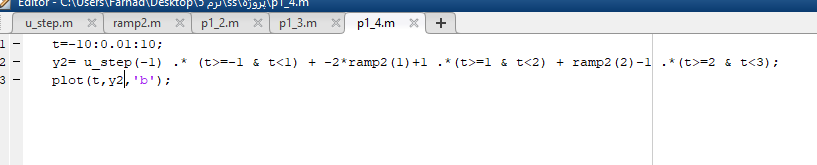 Editor - C:\Users\Farhad\Desktop\ترم 5\ss\پروژه\p1_4.m
u_step.m ramp2.m p1_2.m p1_3.m p1_4.m +
1 - t=-10:0.01:10;
2 - y2= u_step(-1) .* (t>=-1 & t<1) + -2*ramp2(1)+1 .*(t>=1 & t<2) + ramp2(2)-1 .*(t>=2 & t<3);
3 - plot(t,y2,'b');